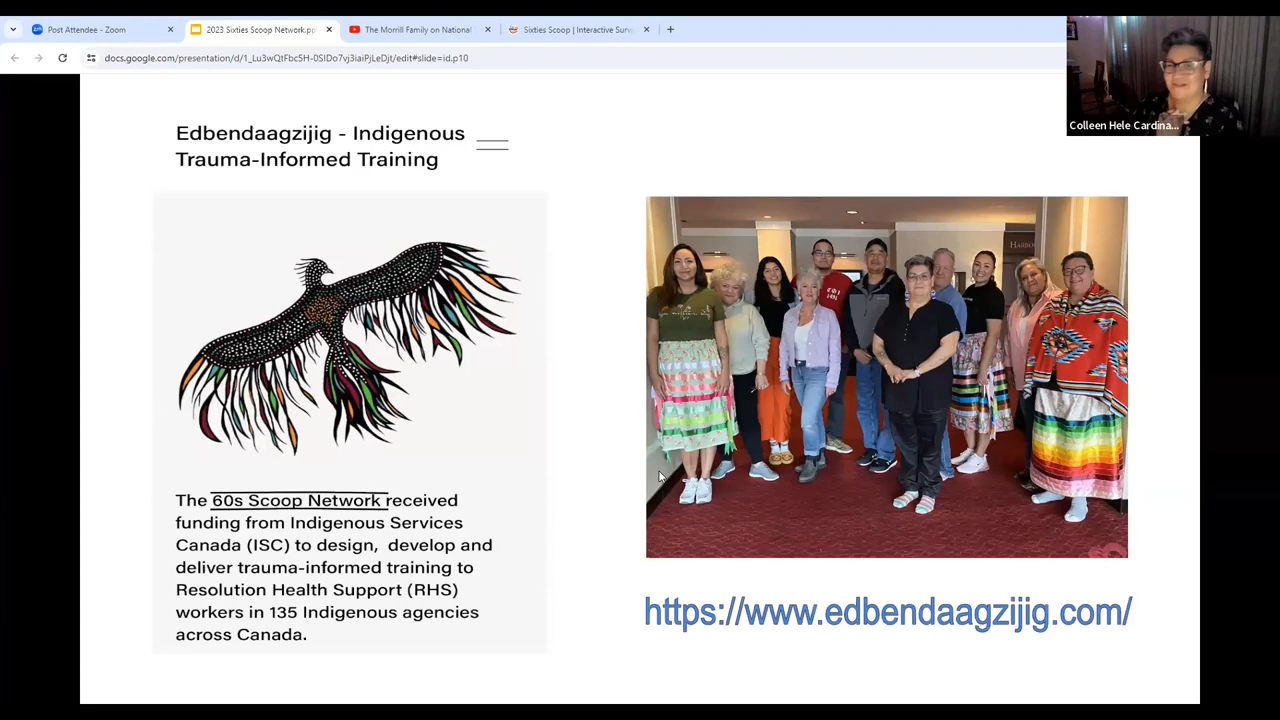 Post Attendee - Zoom
2023 Sixties Scoop Network.pp
The Morrill Family on National
Sixties Scoop | Interactive Surv
docs.google.com/presentation/d/1_Lu3wQtFbc5H-0SIDo7vj3iaiPjLeDjt/edit#slide=id.p10
Colleen Hele Cardina...
Edbendaagzijig - Indigenous
Trauma-Informed Training
The 60s Scoop Network received
funding from Indigenous Services
Canada (ISC) to design, develop and
deliver trauma-informed training to
Resolution Health Support (RHS)
workers in 135 Indigenous agencies
across Canada.
https://www.edbendaagzijig.com/